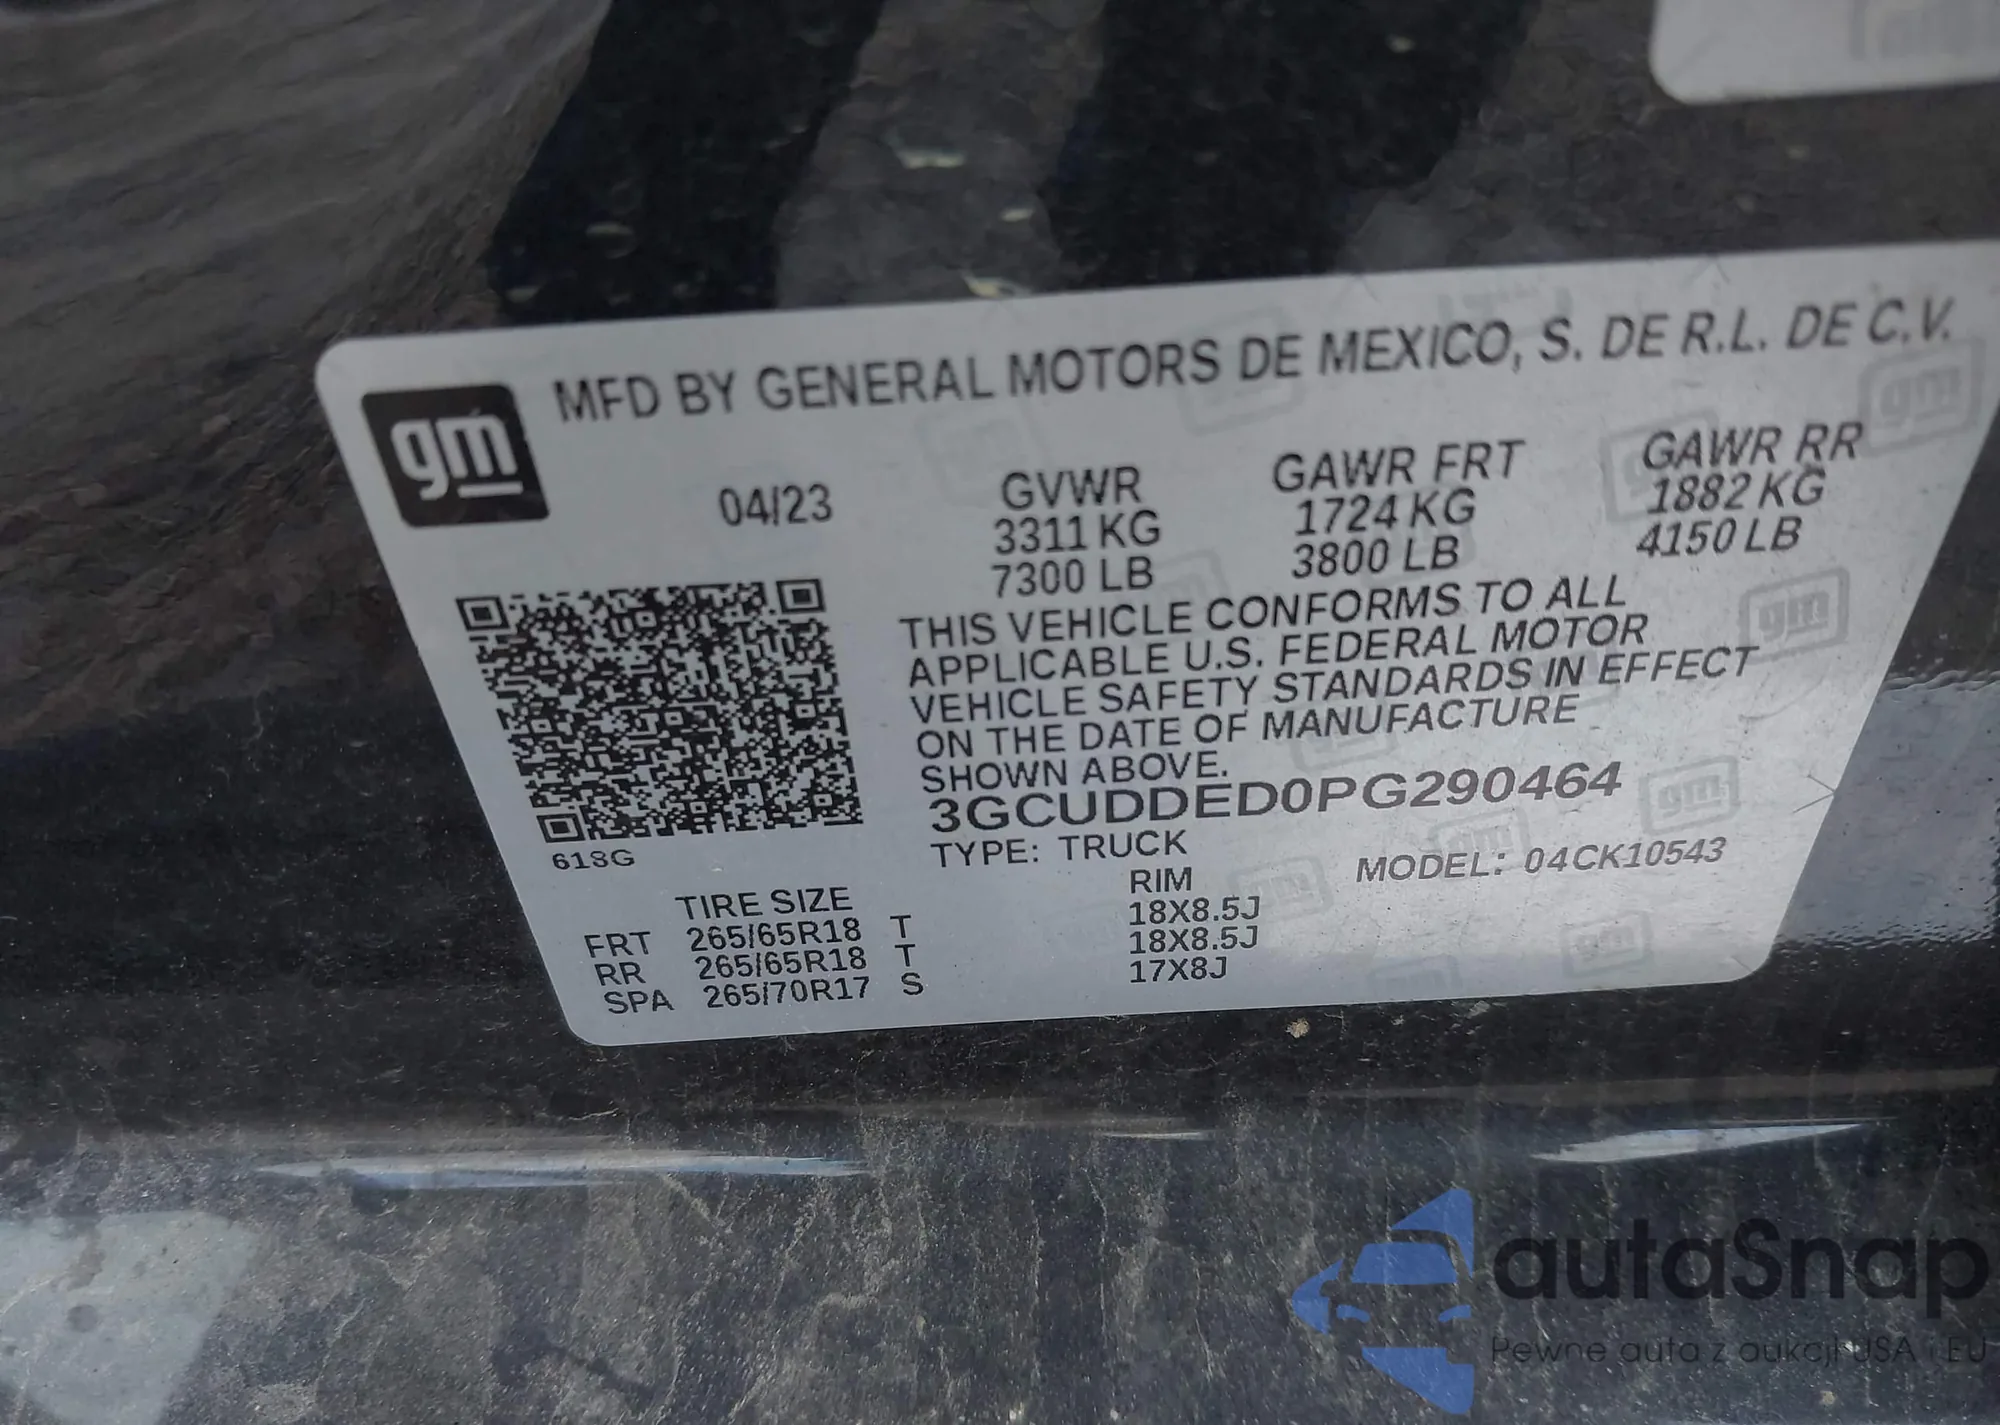 gm
MFD BY GENERAL MOTORS DE MEXICO, S. DE R.L. DE C.V.
04/23
GVWR
3311 KG
7300 LB
GAWR FRT
1724 KG
3800 LB
GAWR RR
1882 KG
4150 LB
THIS VEHICLE CONFORMS TO ALL
APPLICABLE U.S. FEDERAL MOTOR
VEHICLE SAFETY STANDARDS IN EFFECT
ON THE DATE OF MANUFACTURE
SHOWN ABOVE.
3GCUDDED0PG290464
TYPE: TRUCK
MODEL: 04CK10543
618G
TIRE SIZE RIM
FRT 265/65R18 T 18X8.5J
RR 265/65R18 T 18X8.5J
SPA 265/70R17 S 17X8J
autaSnap
Pewne auta z aukcji USA i EU